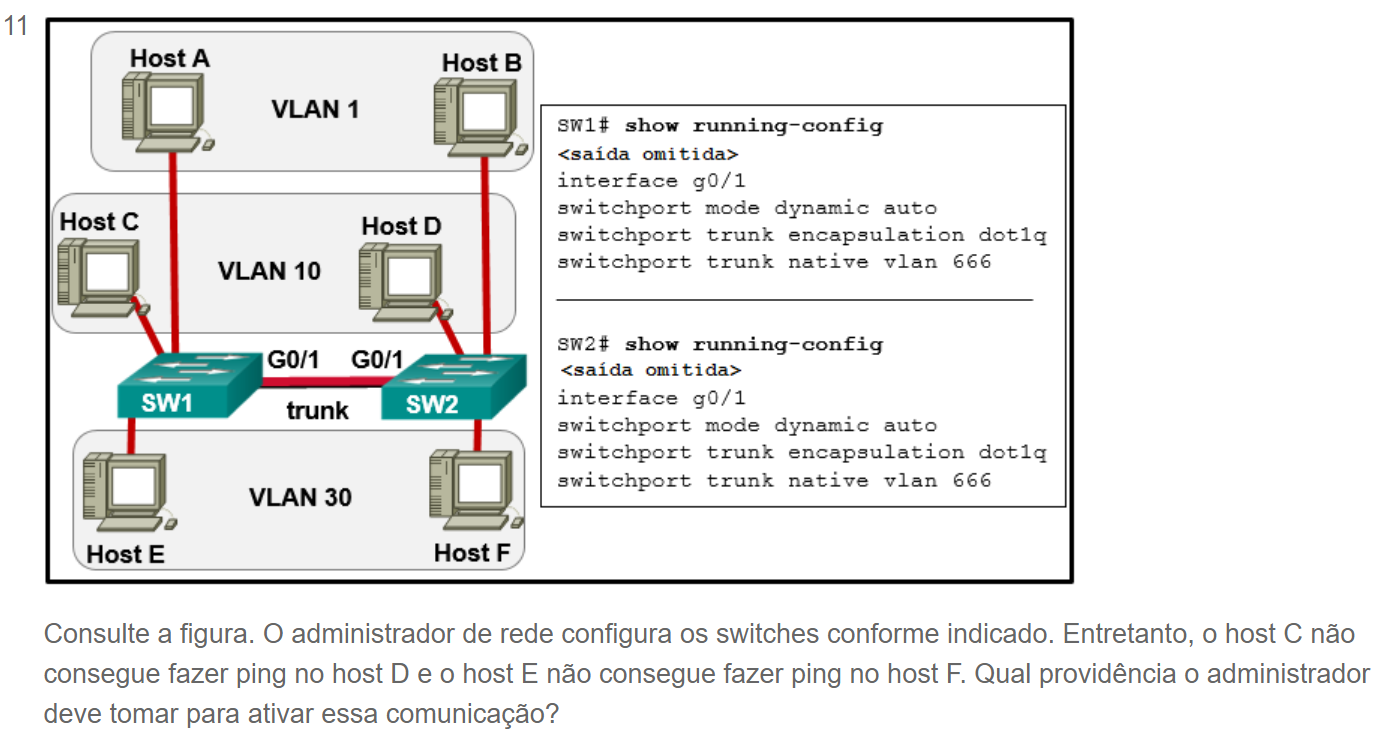 11
Host A
Host B
VLAN 1
Host C
Host D
VLAN 10
G0/1
G0/1
SW1
trunk
SW2
VLAN 30
Host E
Host F
SW1# show running-config
<saída omitida>
interface g0/1
switchport mode dynamic auto
switchport trunk encapsulation dot1q
switchport trunk native vlan 666
SW2# show running-config
<saída omitida>
interface g0/1
switchport mode dynamic auto
switchport trunk encapsulation dot1q
switchport trunk native vlan 666
Consulte a figura. O administrador de rede configura os switches conforme indicado. Entretanto, o host C não
consegue fazer ping no host D e o host E não consegue fazer ping no host F. Qual providência o administrador
deve tomar para ativar essa comunicação?